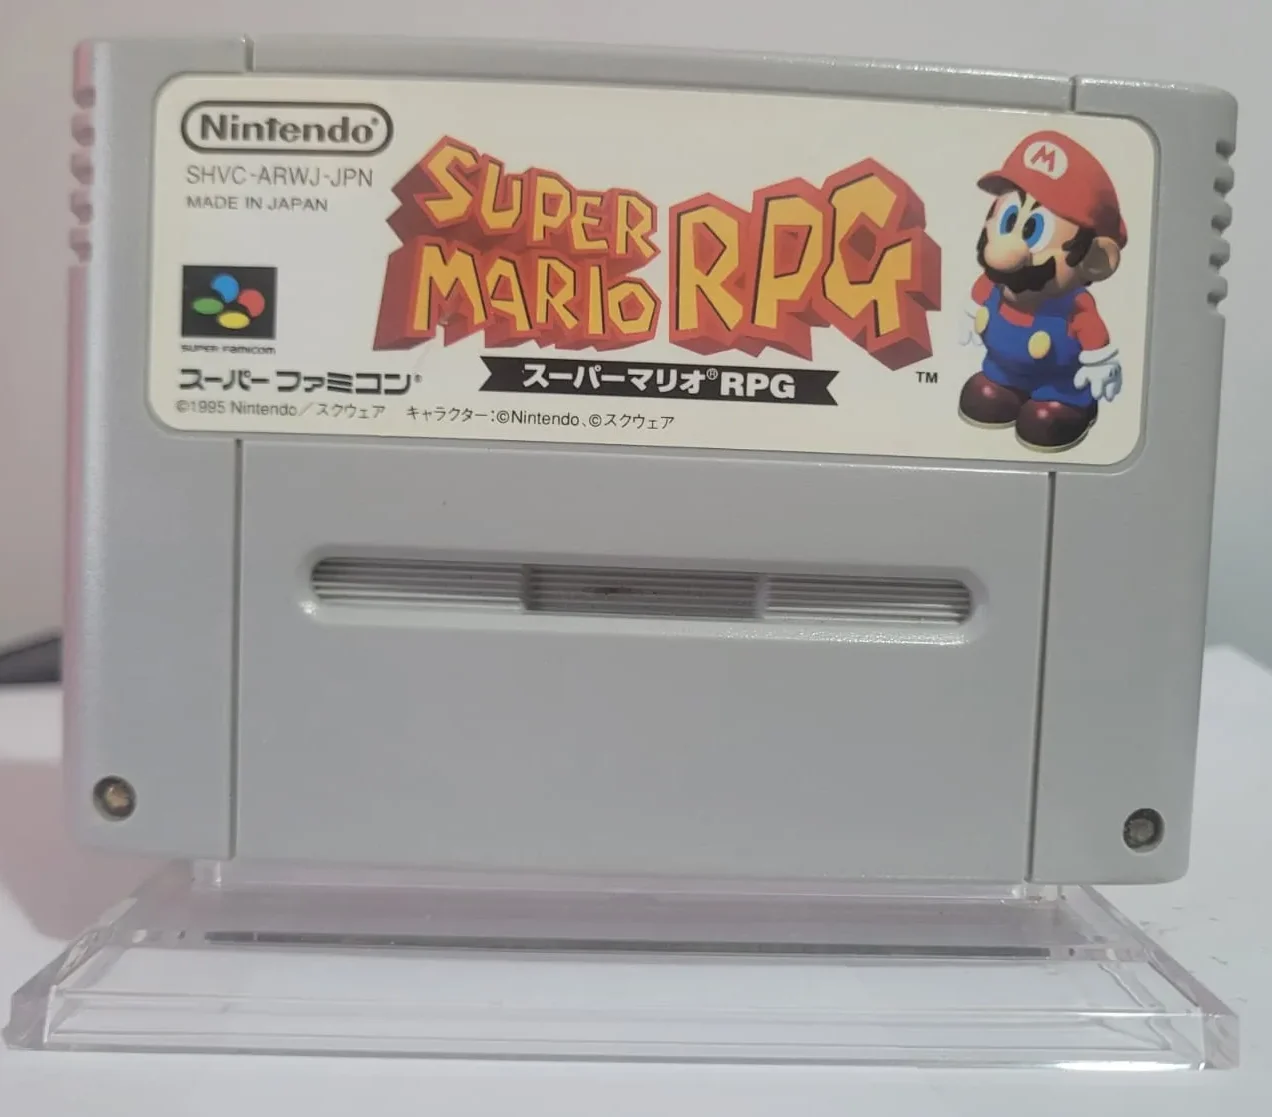 Nintendo®
SHVC-ARWJ-JPN
MADE IN JAPAN
SUPER FAMICOM
スーパーファミコン®
©1995 Nintendo/スクウェア キャラクター:©Nintendo、©スクウェア
SUPER
MARIO RPG
TM
スーパーマリオ®RPG
M